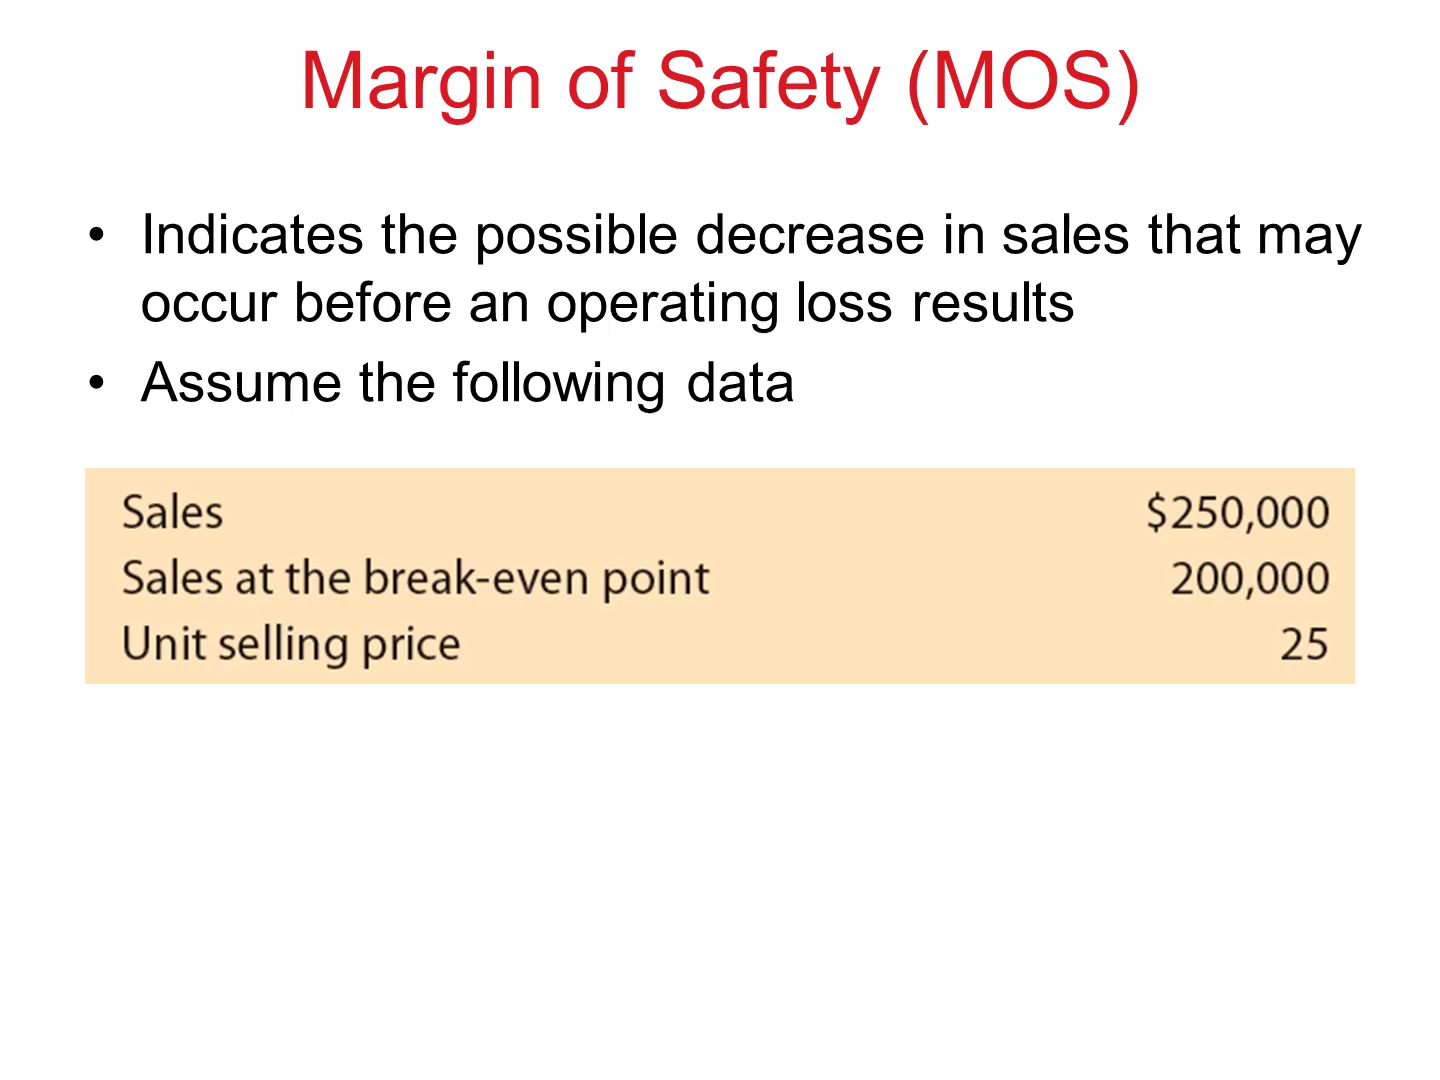 Margin of Safety (MOS)
• Indicates the possible decrease in sales that may
occur before an operating loss results
• Assume the following data
Sales $250,000
Sales at the break-even point 200,000
Unit selling price 25